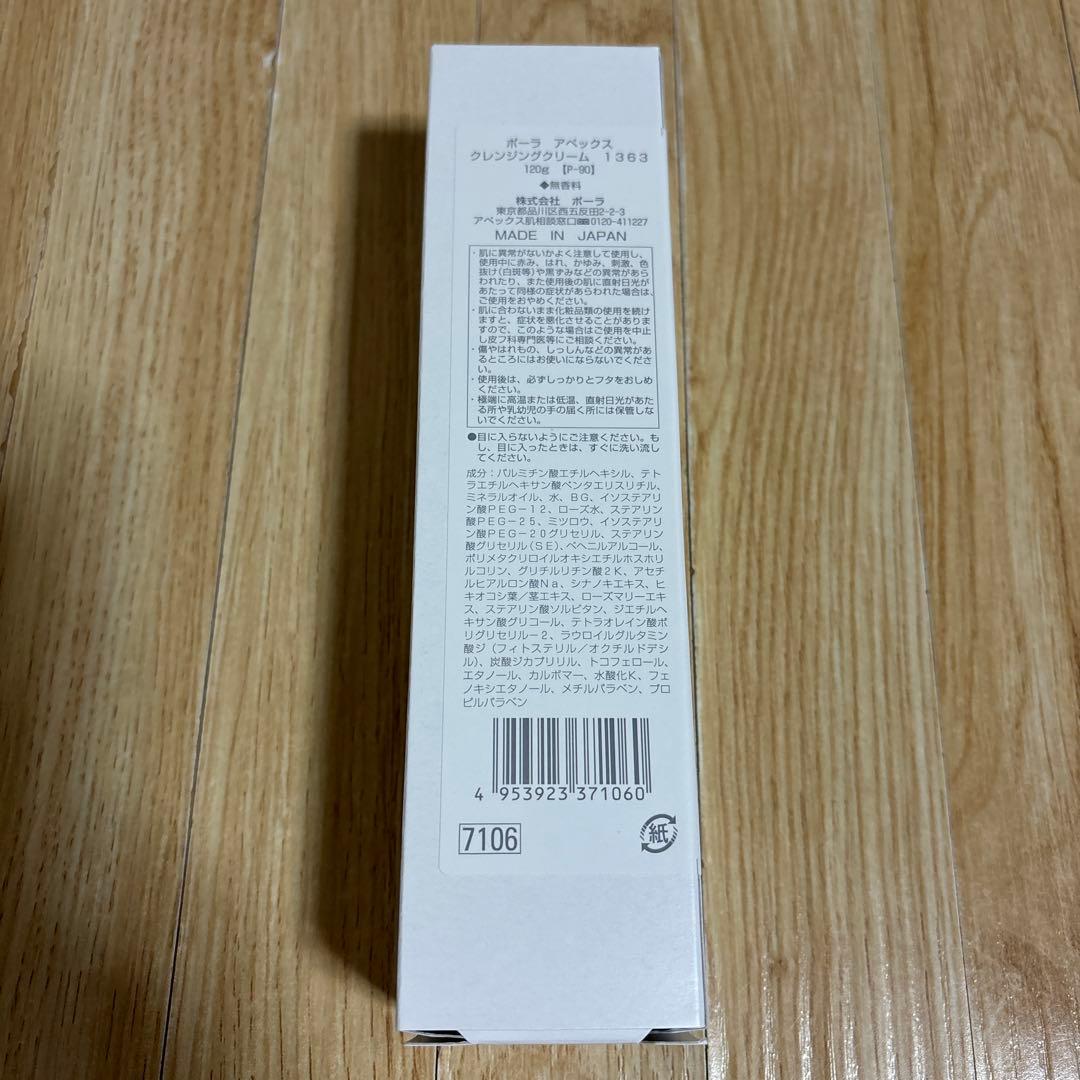 ポーラ　アペックス
クレンジングクリーム　１３６３
120g 【P-90】
◆無香料
株式会社　ポーラ
東京都品川区西五反田2-2-3
アペックス肌相談窓口 0120-411227
MADE IN JAPAN
・肌に異常がないかよく注意して使用し、
使用中に赤み、はれ、かゆみ、刺激、色
抜け(白斑等)や黒ずみなどの異常があら
われたり、また使用後の肌に直射日光が
あたって同様の症状があらわれた場合は、
ご使用をおやめください。
・肌に合わないまま化粧品類の使用を続け
ますと、症状を悪化させることがありま
すので、このような場合はご使用を中止
し皮フ科専門医等にご相談ください。
・傷やはれもの、しっしんなどの異常があ
るところにはお使いにならないでくださ
い。
・使用後は、必ずしっかりとフタをおしめ
ください。
・極端に高温または低温、直射日光があた
る所や乳幼児の手の届く所には保管しな
いでください。
●目に入らないようにご注意ください。も
し、目に入ったときは、すぐに洗い流し
てください。
成分：パルミチン酸エチルヘキシル、テト
ラエチルヘキサン酸ペンタエリスリチル、
ミネラルオイル、水、ＢＧ、イソステアリ
ン酸ＰＥＧ－１２、ローズ水、ステアリン
酸ＰＥＧ－２５、ミツロウ、イソステアリ
ン酸ＰＥＧ－２０グリセリル、ステアリン
酸グリセリル(ＳＥ)、ベヘニルアルコール、
ポリメタクリロイルオキシエチルホスホリ
ルコリン、グリチルリチン酸２Ｋ、アセチ
ルヒアルロン酸Ｎａ、シナノキエキス、ヒ
キオコシ葉／茎エキス、ローズマリーエキ
ス、ステアリン酸ソルビタン、ジエチルヘ
キサン酸グリコール、テトラオレイン酸ポ
リグリセリル－２、ラウロイルグルタミン
酸ジ（フィトステリル／オクチルドデシ
ル)、炭酸ジカプリリル、トコフェロール、
エタノール、カルボマー、水酸化Ｋ、フェ
ノキシエタノール、メチルパラベン、プロ
ピルパラベン
4 953923 371060
7106
紙